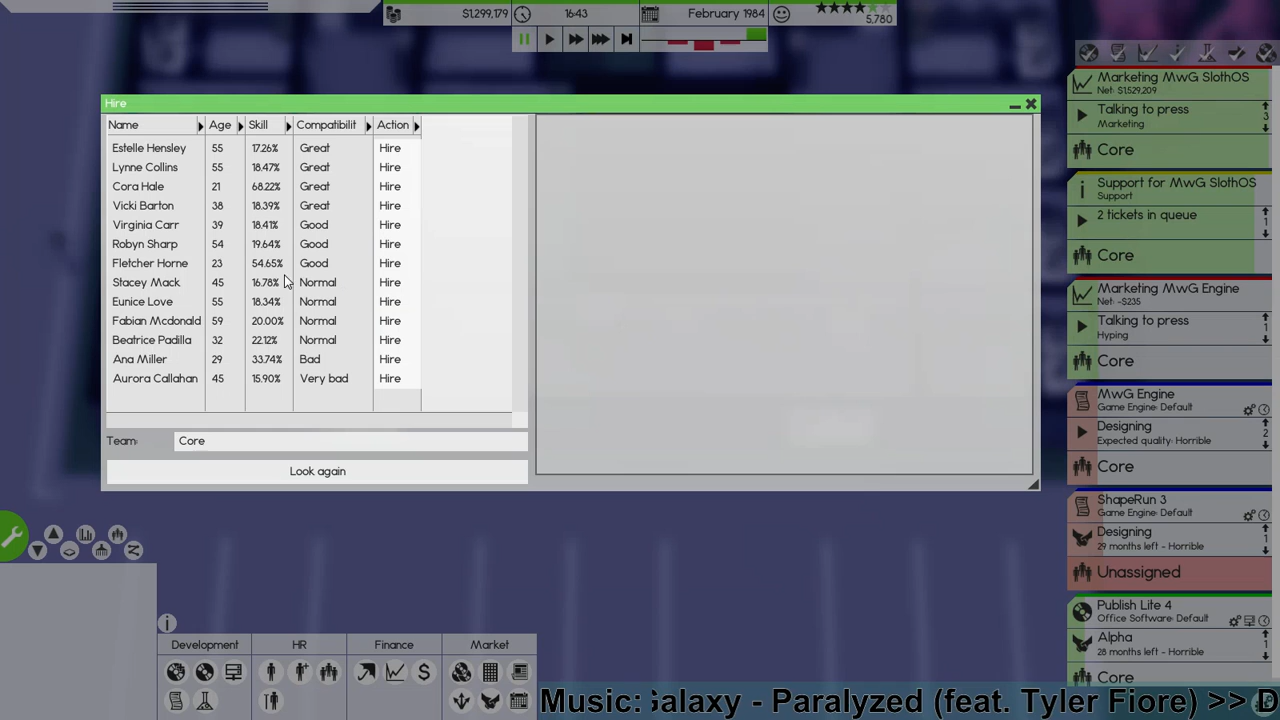 $1,299,179
16:43
February 1984
5,780
Hire
Name Age Skill Compatibilit Action
Estelle Hensley 55 17.26% Great Hire
Lynne Collins 55 18.47% Great Hire
Cora Hale 21 68.22% Great Hire
Vicki Barton 38 18.39% Great Hire
Virginia Carr 39 18.41% Good Hire
Robyn Sharp 54 19.64% Good Hire
Fletcher Horne 23 54.65% Good Hire
Stacey Mack 45 16.78% Normal Hire
Eunice Love 55 18.34% Normal Hire
Fabian Mcdonald 59 20.00% Normal Hire
Beatrice Padilla 32 22.12% Normal Hire
Ana Miller 29 33.74% Bad Hire
Aurora Callahan 45 15.90% Very bad Hire
Team: Core
Look again
Marketing MwG SlothOS
Net: $1,529,209
Talking to press
Marketing
3
Core
Support for MwG SlothOS
Support
2 tickets in queue
1
Core
Marketing MwG Engine
Net: -$235
Talking to press
Hyping
1
Core
MwG Engine
Game Engine: Default
Designing
Expected quality: Horrible
2
Core
ShapeRun 3
Game Engine: Default
Designing
29 months left - Horrible
1
Unassigned
Publish Lite 4
Office Software: Default
Alpha
28 months left - Horrible
1
Core
Development HR Finance Market
Music: Galaxy - Paralyzed (feat. Tyler Fiore) >> D